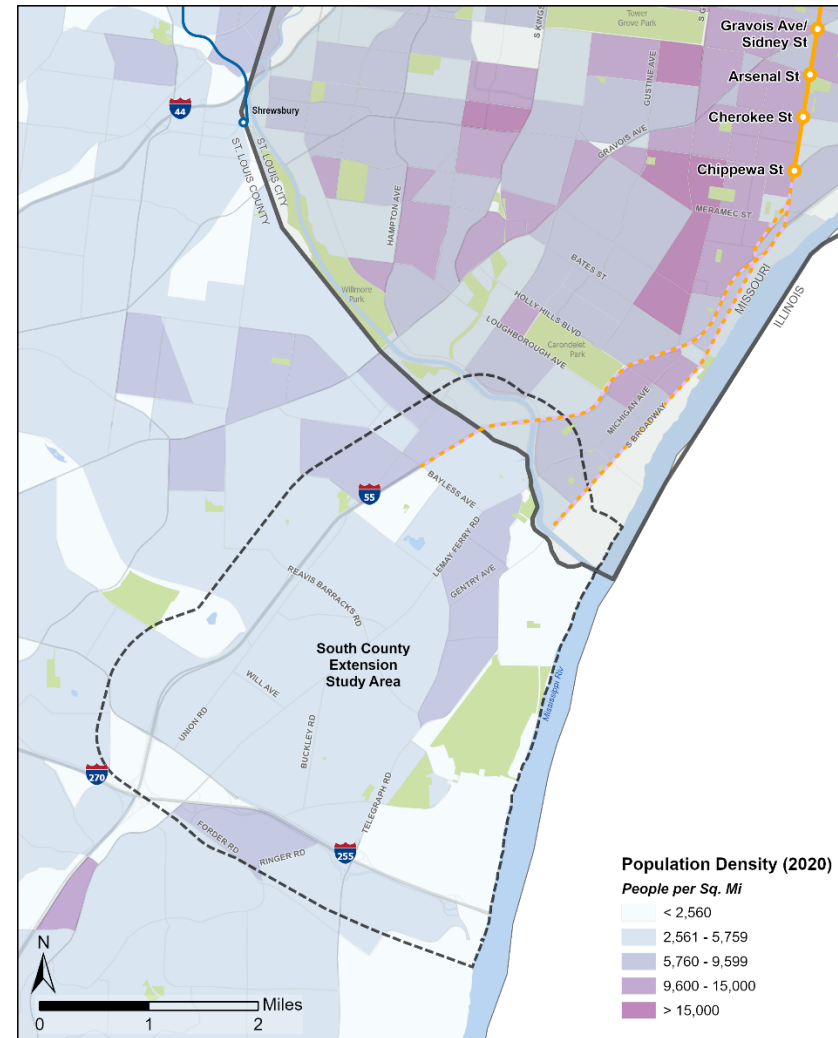 Tower
Grove Park
S KINGS
S G
Gravois Ave/
Sidney St
GUSTINE AVE
Arsenal St
44
Shrewsbury
Cherokee St
GRAVOIS AVE
ST. LOUIS CITY
ST. LOUIS COUNTY
Chippewa St
HAMPTON AVE
MERAMEC ST
BATES ST
MISSOURI
ILLINOIS
Willmore
Park
HOLLY HILLS BLVD
LOUGHBOROUGH AVE
Carondelet
Park
MICHIGAN AVE
S BROADWAY
55
BAYLESS AVE
LEMAY FERRY RD
GENTRY AVE
REAVIS BARRACKS RD
South County
Extension
Study Area
Mississippi Riv
WILL AVE
UNION RD
BUCKLEY RD
270
TELEGRAPH RD
FORDER RD
RINGER RD
255
Population Density (2020)
People per Sq. Mi
< 2,560
2,561 - 5,759
5,760 - 9,599
9,600 - 15,000
> 15,000
N
Miles
0 1 2